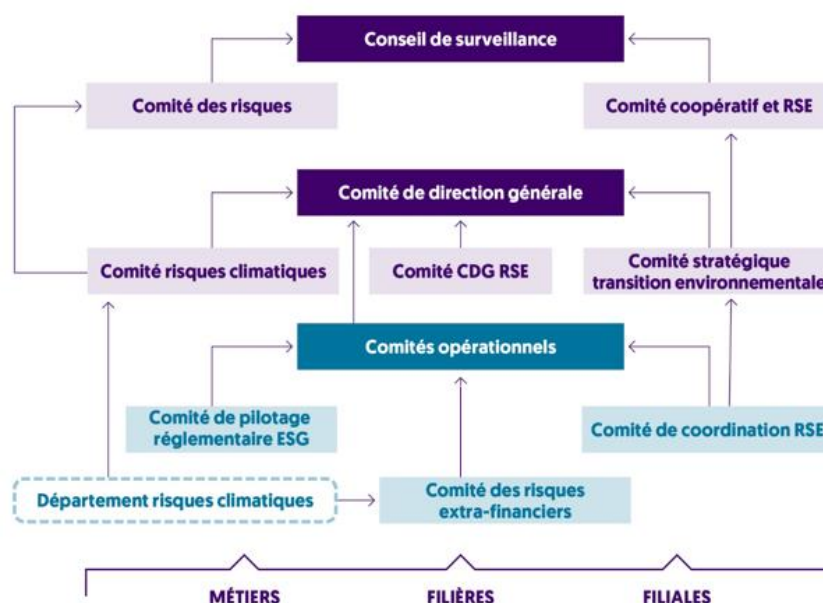 Conseil de surveillance
Comité des risques
Comité coopératif et RSE
Comité de direction générale
Comité risques climatiques
Comité CDG RSE
Comité stratégique
transition environnementale
Comités opérationnels
Comité de pilotage
réglementaire ESG
Comité de coordination RSE
Département risques climatiques
Comité des risques
extra-financiers
MÉTIERS
FILIÈRES
FILIALES